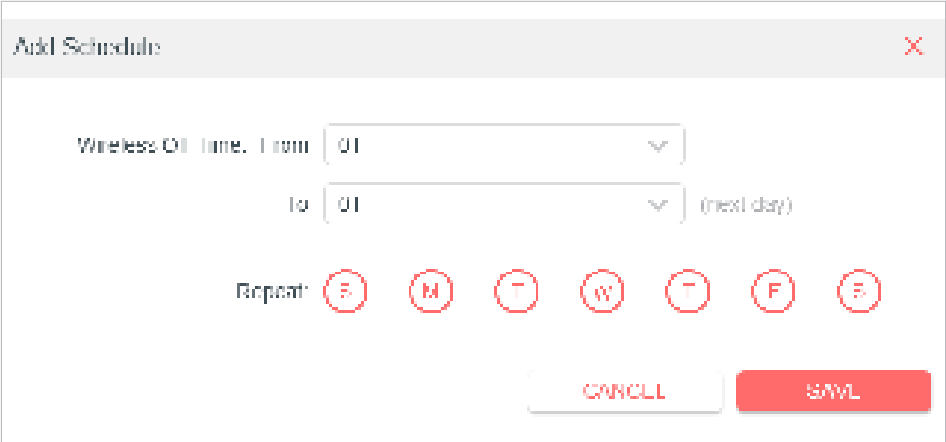 Add Schedule
Wireless Off Time: From 01
To 01 (next day)
Repeat: S M T W T F S
CANCEL SAVE